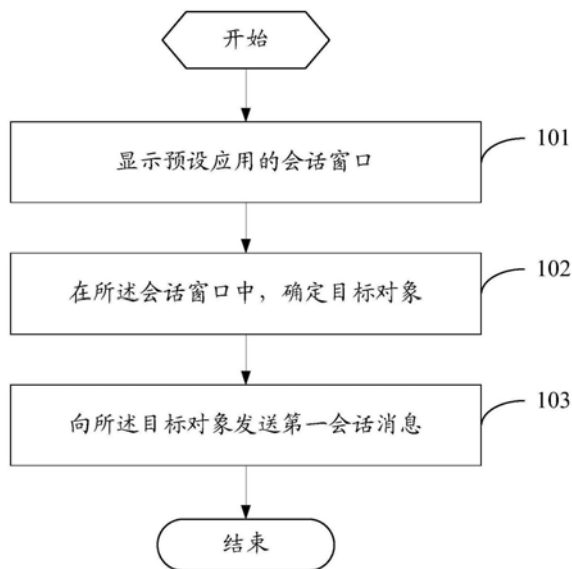 开始
显示预设应用的会话窗口
101
在所述会话窗口中，确定目标对象
102
向所述目标对象发送第一会话消息
103
结束